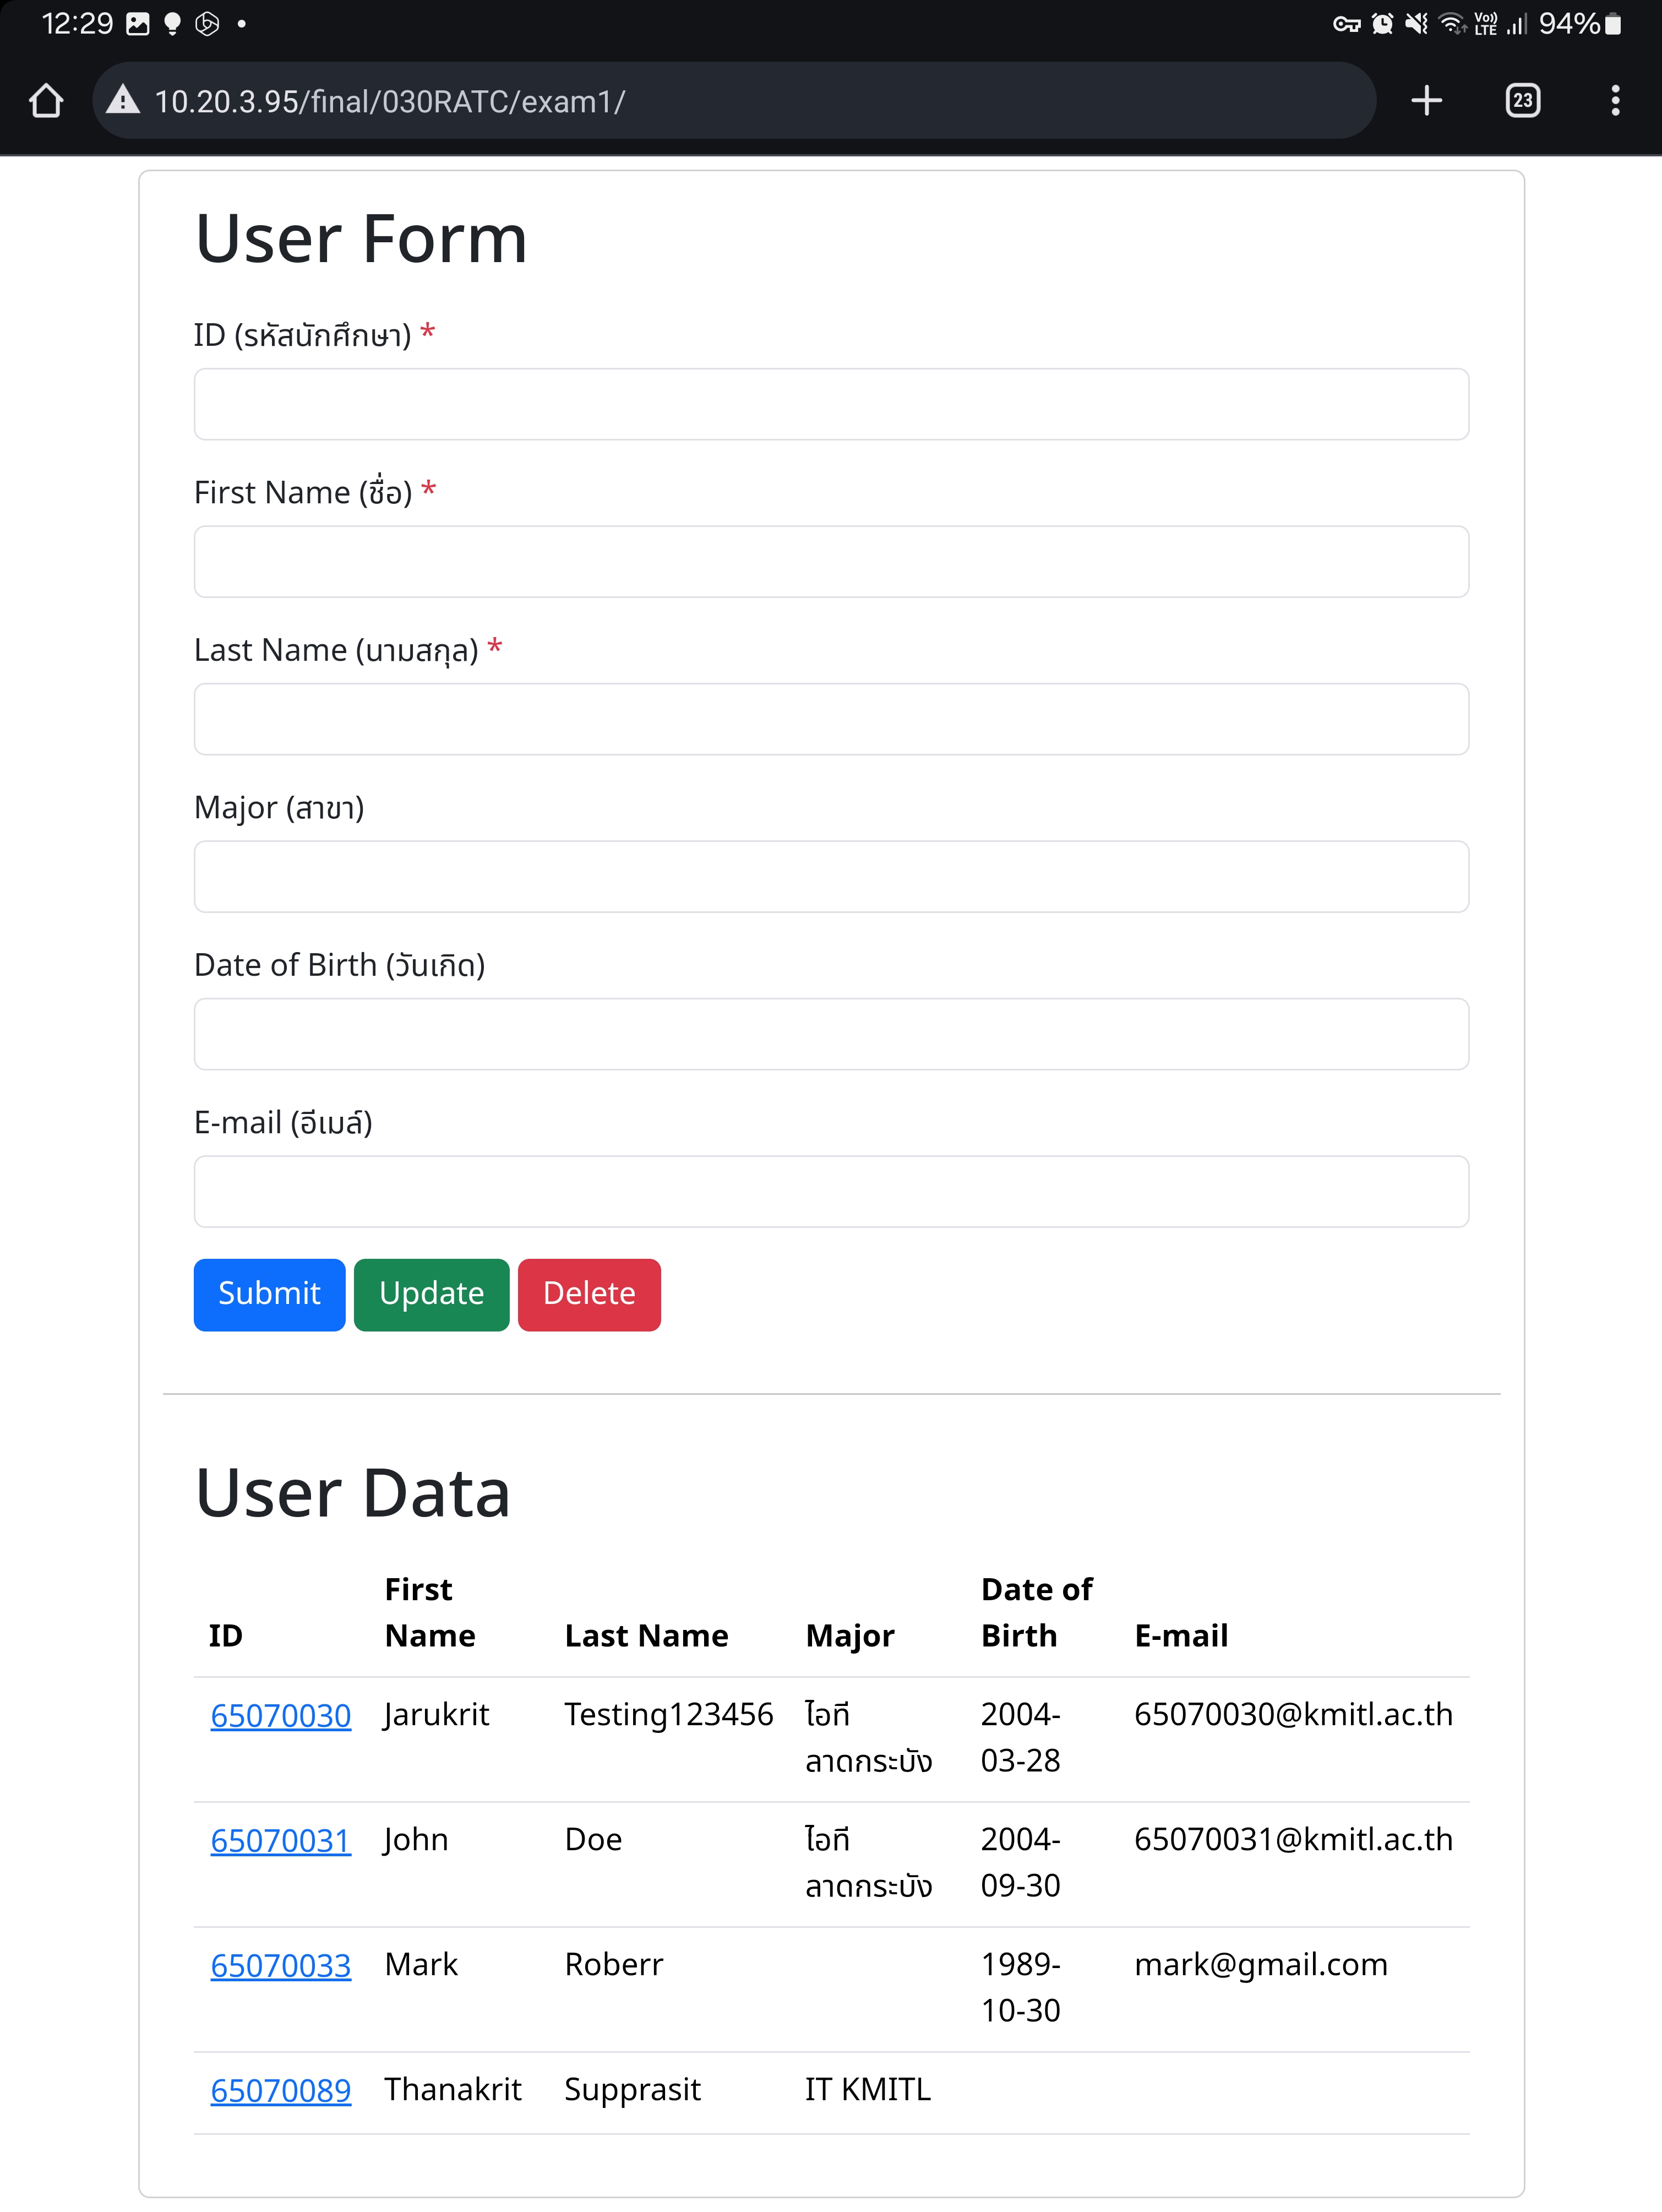 12:29
Vo)) LTE 94%
10.20.3.95/final/030RATC/exam1/
23
User Form
ID (รหัสนักศึกษา) *
First Name (ชื่อ) *
Last Name (นามสกุล) *
Major (สาขา)
Date of Birth (วันเกิด)
E-mail (อีเมล์)
Submit Update Delete
User Data
First Date of
ID Name Last Name Major Birth E-mail
65070030 Jarukrit Testing123456 ไอที 2004- 65070030@kmitl.ac.th
ลาดกระบัง 03-28
65070031 John Doe ไอที 2004- 65070031@kmitl.ac.th
ลาดกระบัง 09-30
65070033 Mark Roberr 1989- mark@gmail.com
10-30
65070089 Thanakrit Supprasit IT KMITL